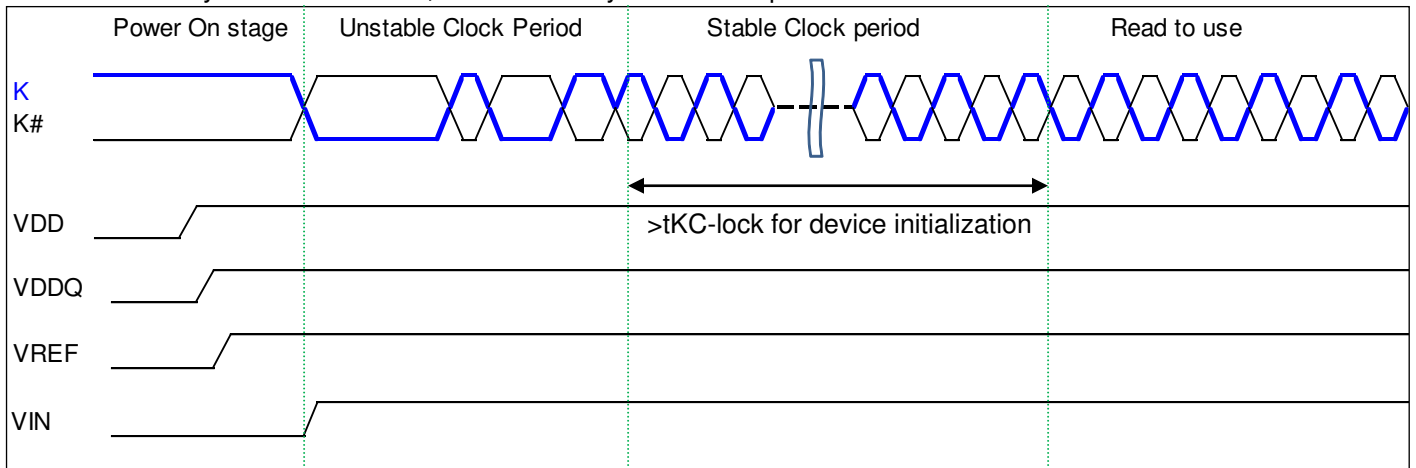 Power On stage Unstable Clock Period Stable Clock period Read to use
K
K#
>tKC-lock for device initialization
VDD
VDDQ
VREF
VIN